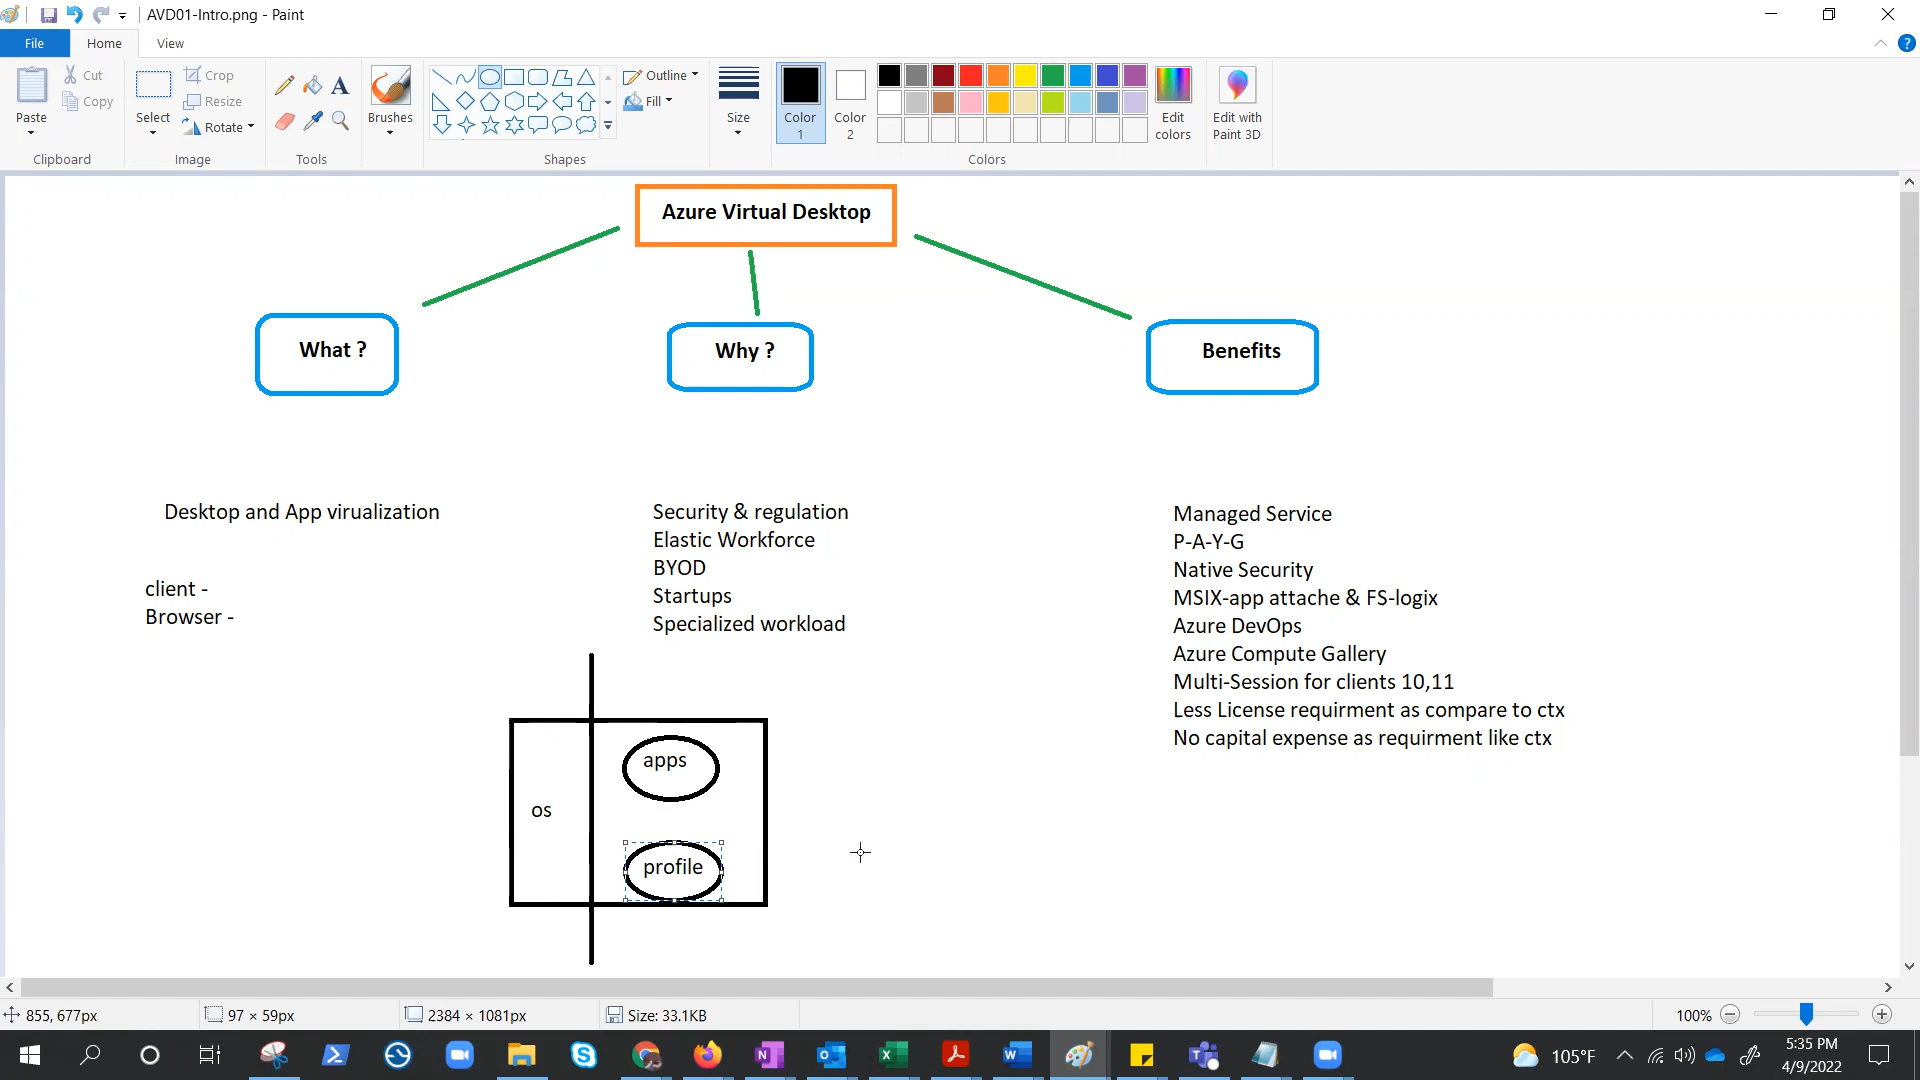 AVD01-Intro.png - Paint
File Home View
Paste
Cut
Copy
Clipboard
Select
Crop
Resize
Rotate
Image
Tools
Brushes
Outline
Fill
Shapes
Size
Color
1
Color
2
Edit
colors
Colors
Edit with
Paint 3D
Azure Virtual Desktop
What ?
Why ?
Benefits
Desktop and App virualization
client -
Browser -
Security & regulation
Elastic Workforce
BYOD
Startups
Specialized workload
Managed Service
P-A-Y-G
Native Security
MSIX-app attache & FS-logix
Azure DevOps
Azure Compute Gallery
Multi-Session for clients 10,11
Less License requirment as compare to ctx
No capital expense as requirment like ctx
os
apps
profile
855, 677px
97 × 59px
2384 × 1081px
Size: 33.1KB
100%
105°F
5:35 PM
4/9/2022